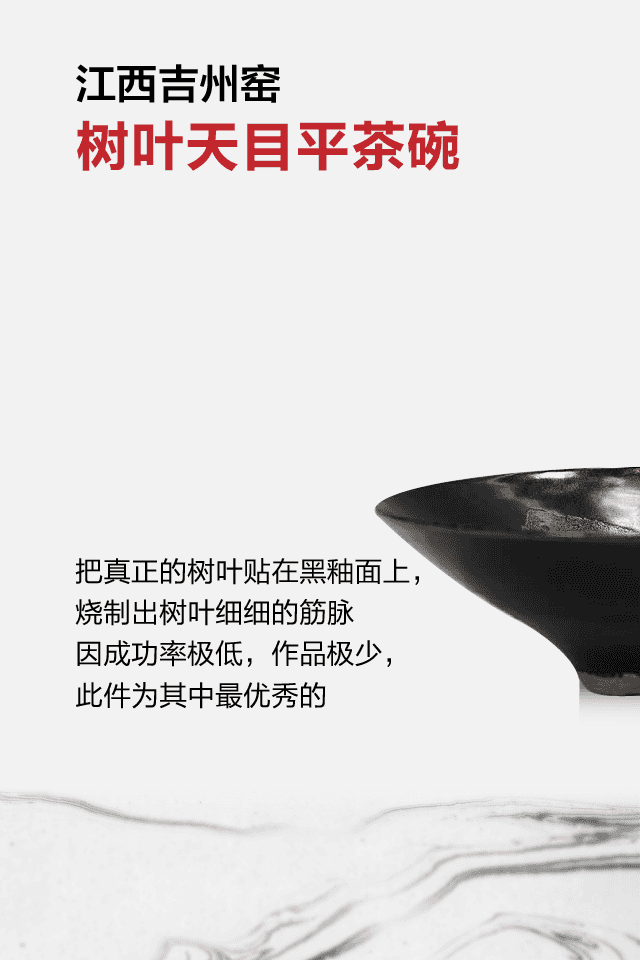 江西吉州窑
树叶天目平茶碗
把真正的树叶贴在黑釉面上，
烧制出树叶细细的筋脉
因成功率极低，作品极少，
此件为其中最优秀的